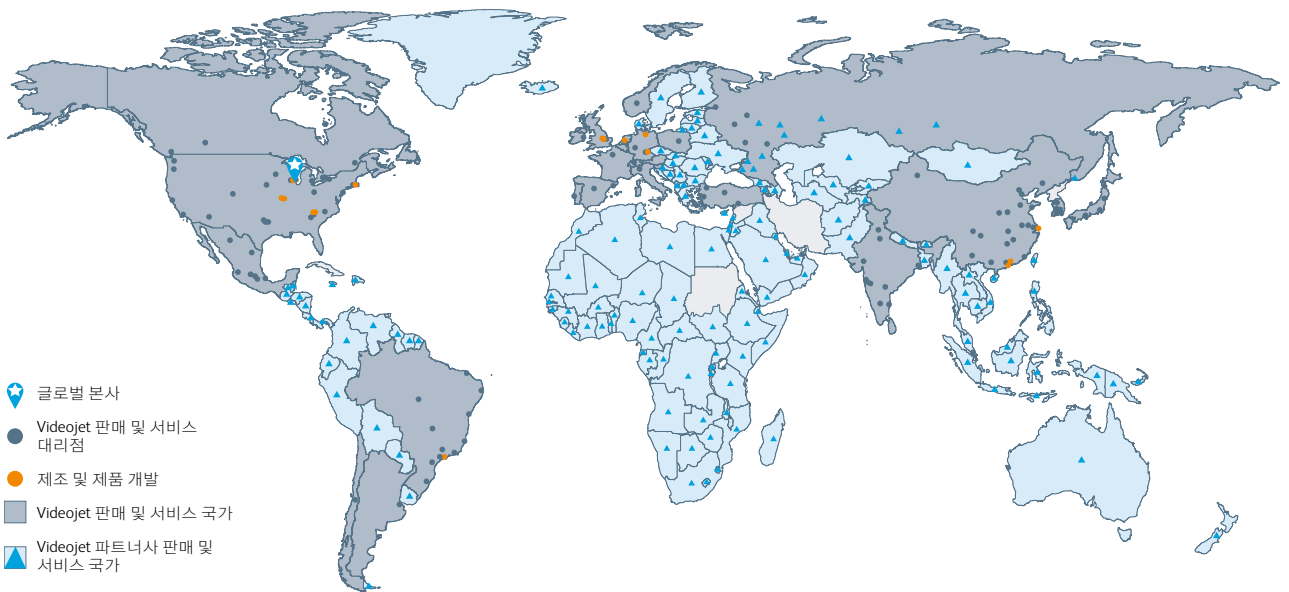 글로벌 본사
Videojet 판매 및 서비스
대리점
제조 및 제품 개발
Videojet 판매 및 서비스 국가
Videojet 파트너사 판매 및
서비스 국가